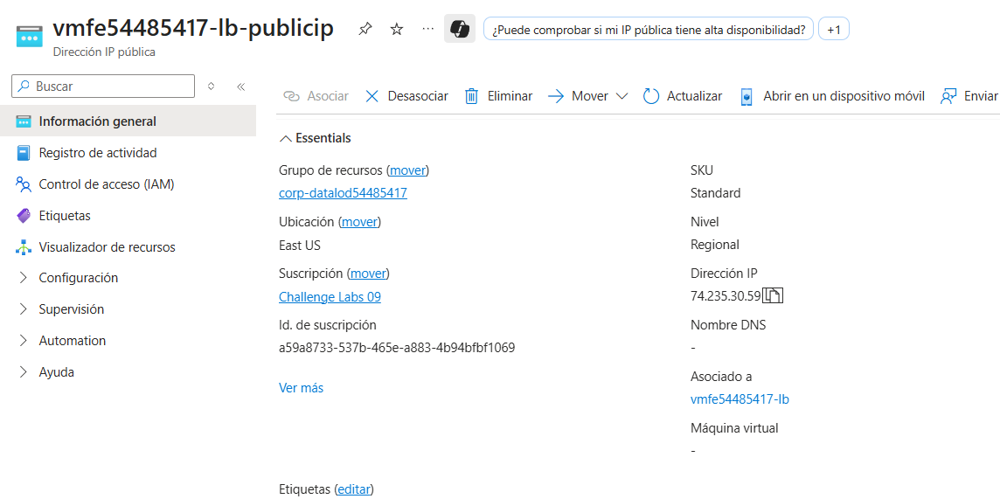 vmfe54485417-lb-publicip
¿Puede comprobar si mi IP pública tiene alta disponibilidad?
+1
Dirección IP pública
Buscar
Asociar
Desasociar
Eliminar
Mover
Actualizar
Abrir en un dispositivo móvil
Enviar
Información general
Registro de actividad
Control de acceso (IAM)
Etiquetas
Visualizador de recursos
Configuración
Supervisión
Automation
Ayuda
Essentials
Grupo de recursos (mover)
corp-datalod54485417
Ubicación (mover)
East US
Suscripción (mover)
Challenge Labs 09
Id. de suscripción
a59a8733-537b-465e-a883-4b94bfbf1069
Ver más
SKU
Standard
Nivel
Regional
Dirección IP
74.235.30.59
Nombre DNS
-
Asociado a
vmfe54485417-lb
Máquina virtual
-
Etiquetas (editar)